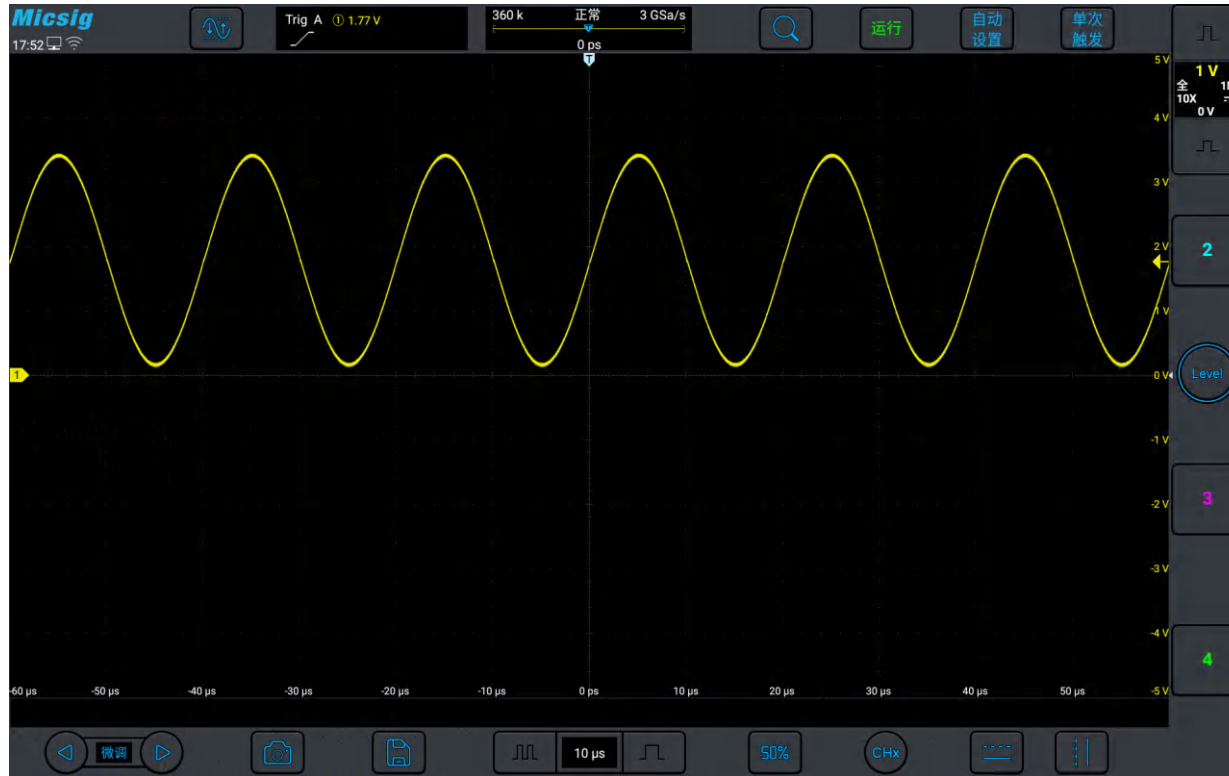 Micsig
17:52
Trig A ① 1.77 V
360 k 正常 3 GSa/s
T
0 ps
运行
自动
设置
单次
触发
T
5 V
4 V
3 V
2 V
1 V
0 V
-1 V
-2 V
-3 V
-4 V
-5 V
1
1 V
全
10X
0 V
2
Level
3
4
-60 µs -50 µs -40 µs -30 µs -20 µs -10 µs 0 ps 10 µs 20 µs 30 µs 40 µs 50 µs
微调
10 µs
50%
CHx